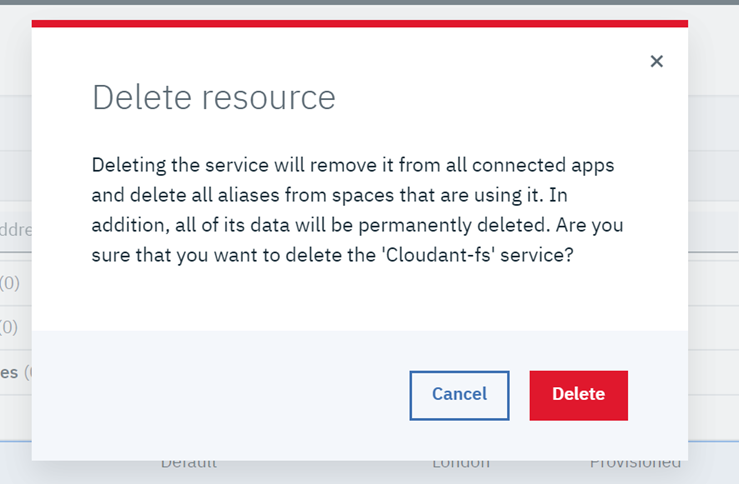 Delete resource
Deleting the service will remove it from all connected apps
and delete all aliases from spaces that are using it. In
addition, all of its data will be permanently deleted. Are you
sure that you want to delete the 'Cloudant-fs' service?
(0)
(0)
Cancel
Delete
Default
London
Provisioned